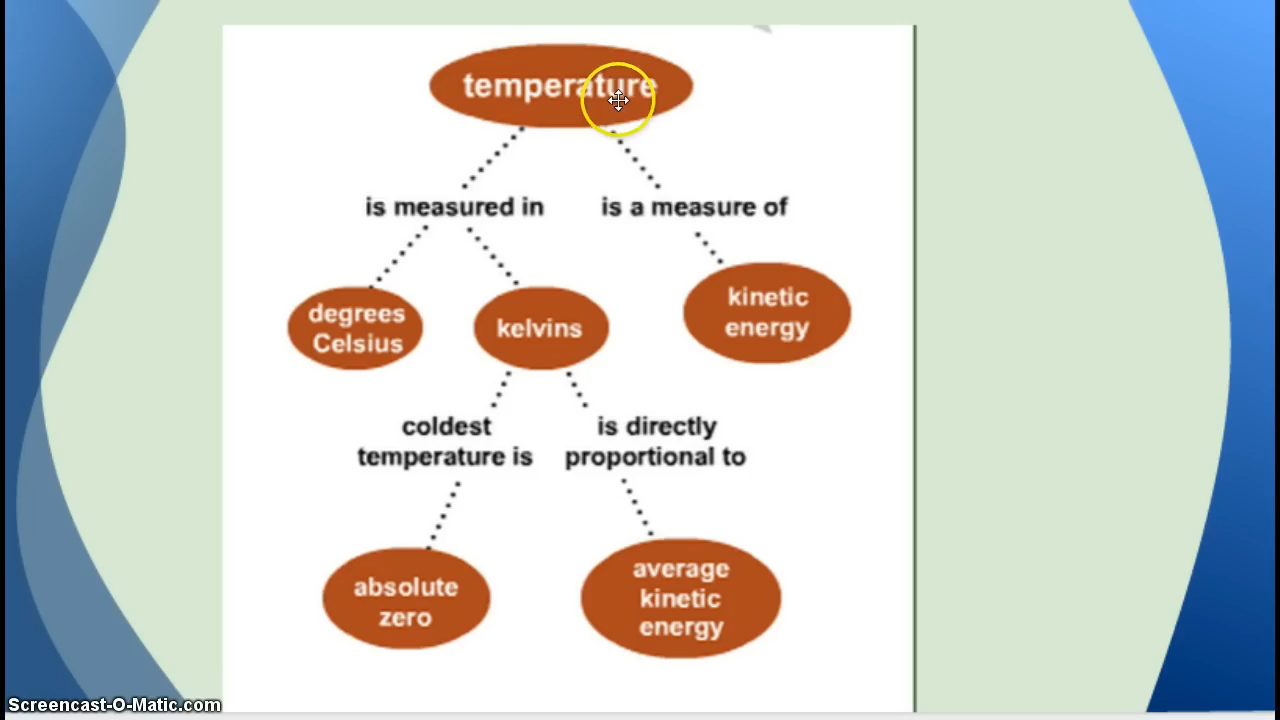 temperature
is measured in
is a measure of
degrees
Celsius
kelvins
kinetic
energy
coldest
temperature is
is directly
proportional to
absolute
zero
average
kinetic
energy
Screencast-O-Matic.com